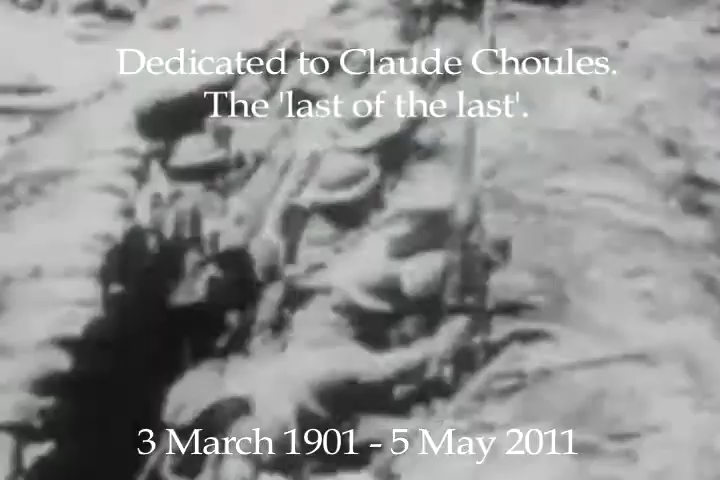 Dedicated to Claude Choules.
The 'last of the last'.
3 March 1901 - 5 May 2011